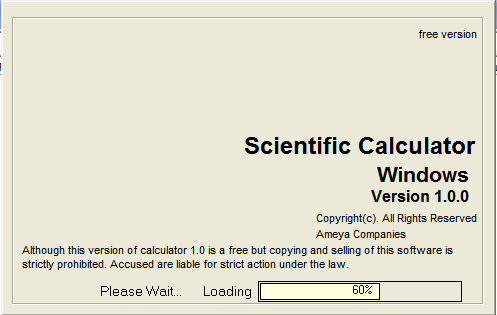 free version
Scientific Calculator
Windows
Version 1.0.0
Copyright(c). All Rights Reserved
Ameya Companies
Although this version of calculator 1.0 is a free but copying and selling of this software is
strictly prohibited. Accused are liable for strict action under the law.
Please Wait... Loading 60%